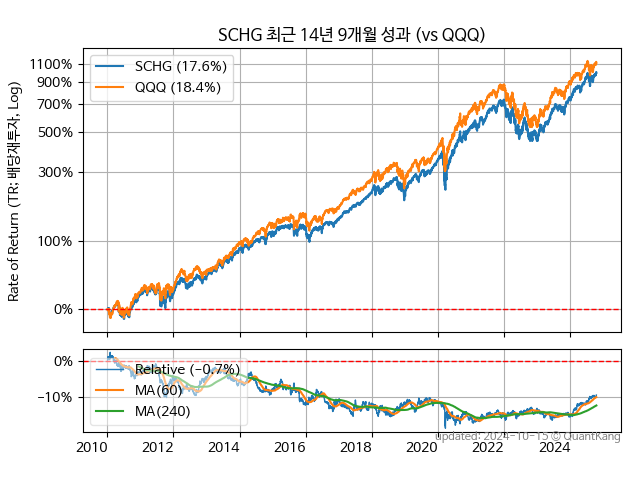 SCHG 최근 14년 9개월 성과 (vs QQQ)
SCHG (17.6%)
QQQ (18.4%)
1100%
900%
700%
500%
300%
100%
0%
Rate of Return (TR; 배당재투자, Log)
Relative (−0.7%)
MA(60)
MA(240)
0%
−10%
2010 2012 2014 2016 2018 2020 2022 2024
Updated: 2024-10-15 © QuantKang